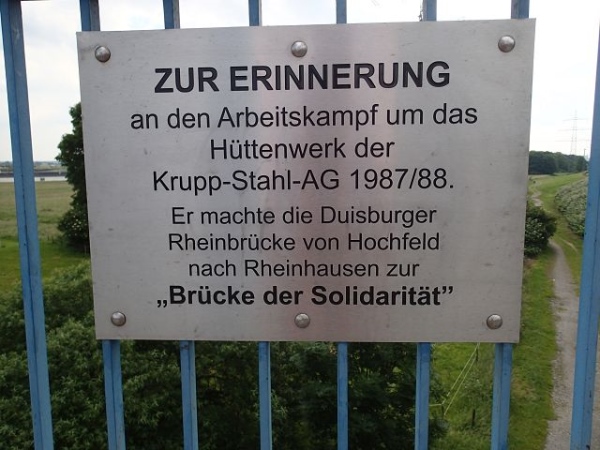 ZUR ERINNERUNG
an den Arbeitskampf um das
Hüttenwerk der
Krupp-Stahl-AG 1987/88.
Er machte die Duisburger
Rheinbrücke von Hochfeld
nach Rheinhausen zur
„Brücke der Solidarität”